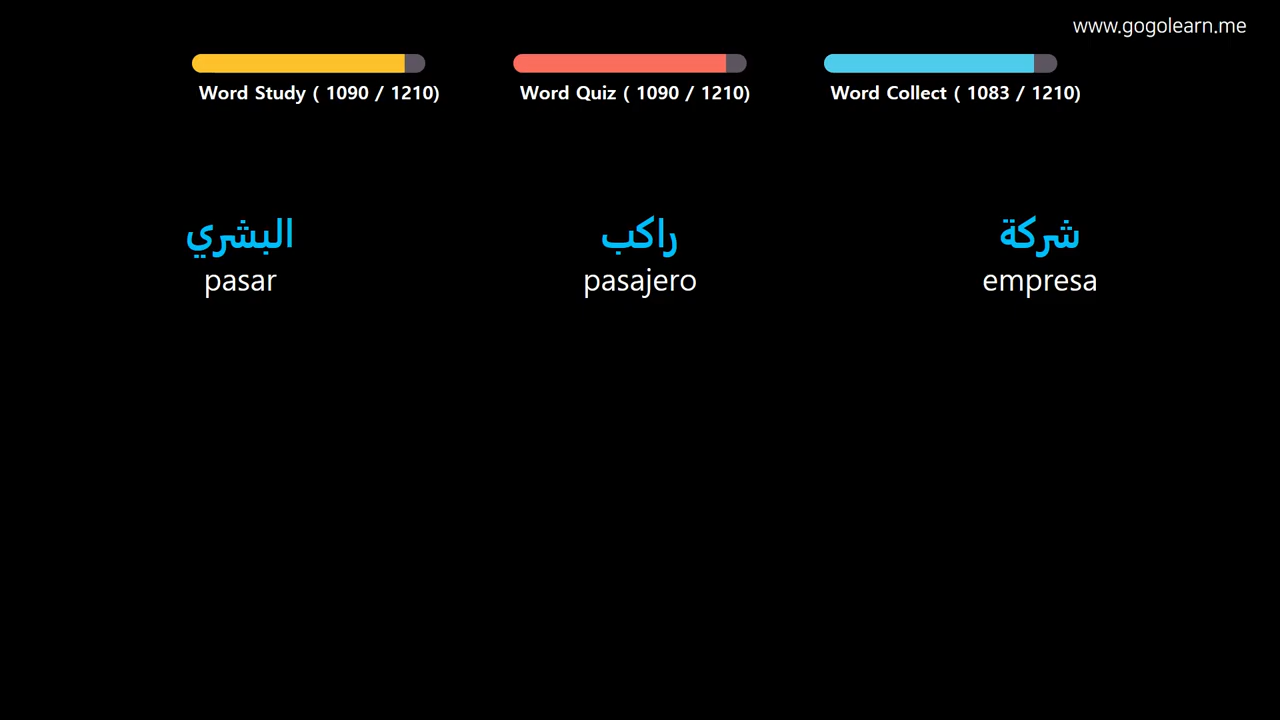 www.gogolearn.me
Word Study ( 1090 / 1210)
Word Quiz ( 1090 / 1210)
Word Collect ( 1083 / 1210)
البشري
pasar
راكب
pasajero
شركة
empresa